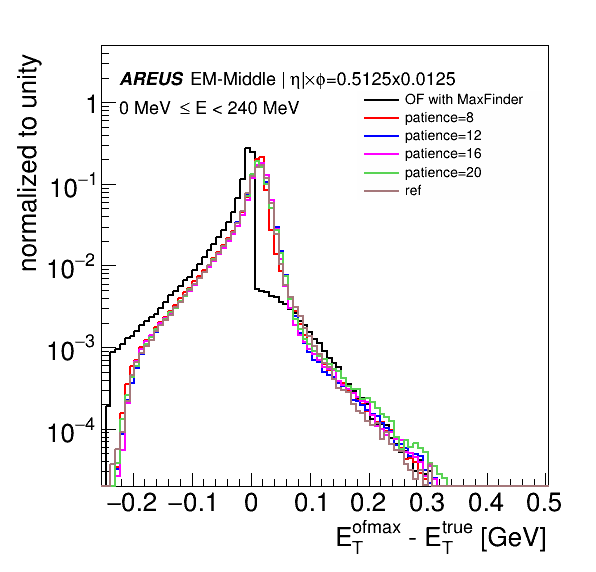 AREUS EM-Middle | η|×ϕ=0.5125x0.0125
0 MeV ≤ E < 240 MeV
OF with MaxFinder
patience=8
patience=12
patience=16
patience=20
ref
normalized to unity
1
10⁻¹
10⁻²
10⁻³
10⁻⁴
−0.2 −0.1 0 0.1 0.2 0.3 0.4 0.5
E_T^ofmax - E_T^true [GeV]